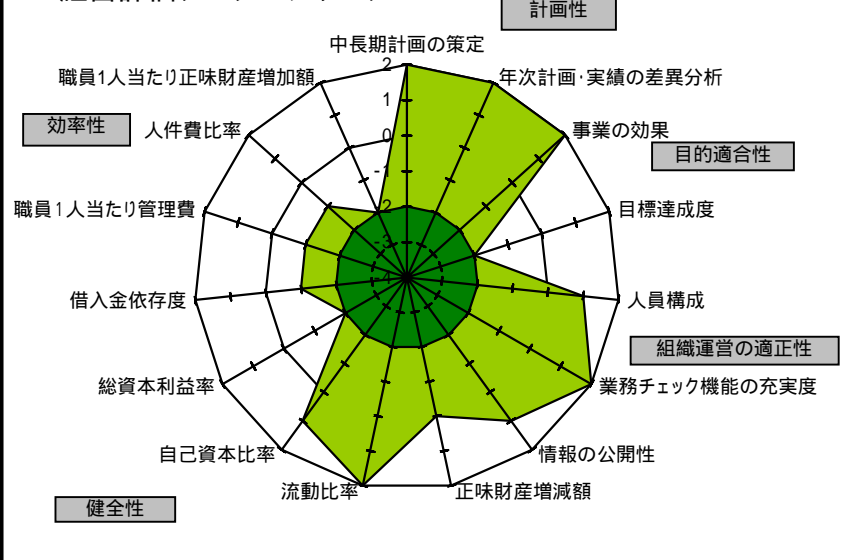 計画性
中長期計画の策定
年次計画･実績の差異分析
事業の効果
目的適合性
目標達成度
人員構成
組織運営の適正性
業務チェック機能の充実度
情報の公開性
正味財産増減額
流動比率
健全性
自己資本比率
総資本利益率
借入金依存度
職員1人当たり管理費
効率性
人件費比率
職員1人当たり正味財産増加額
2
1
0
-1
-2
-3
-4